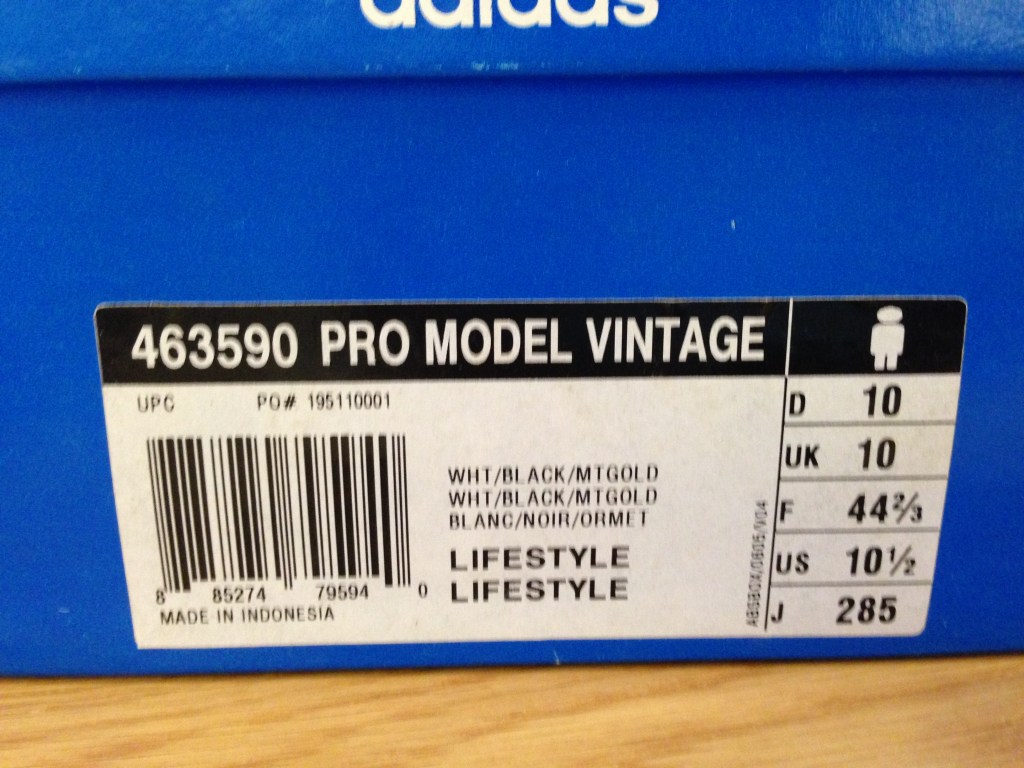 adidas
463590 PRO MODEL VINTAGE
UPC PO# 195110001
WHT/BLACK/MTGOLD
WHT/BLACK/MTGOLD
BLANC/NOIR/ORMET
LIFESTYLE
LIFESTYLE
8 85274 79594 0
MADE IN INDONESIA
D 10
UK 10
F 44⅔
US 10½
J 285